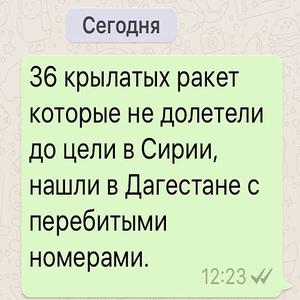 Сегодня
36 крылатых ракет
которые не долетели
до цели в Сирии,
нашли в Дагестане с
перебитыми
номерами.
12:23